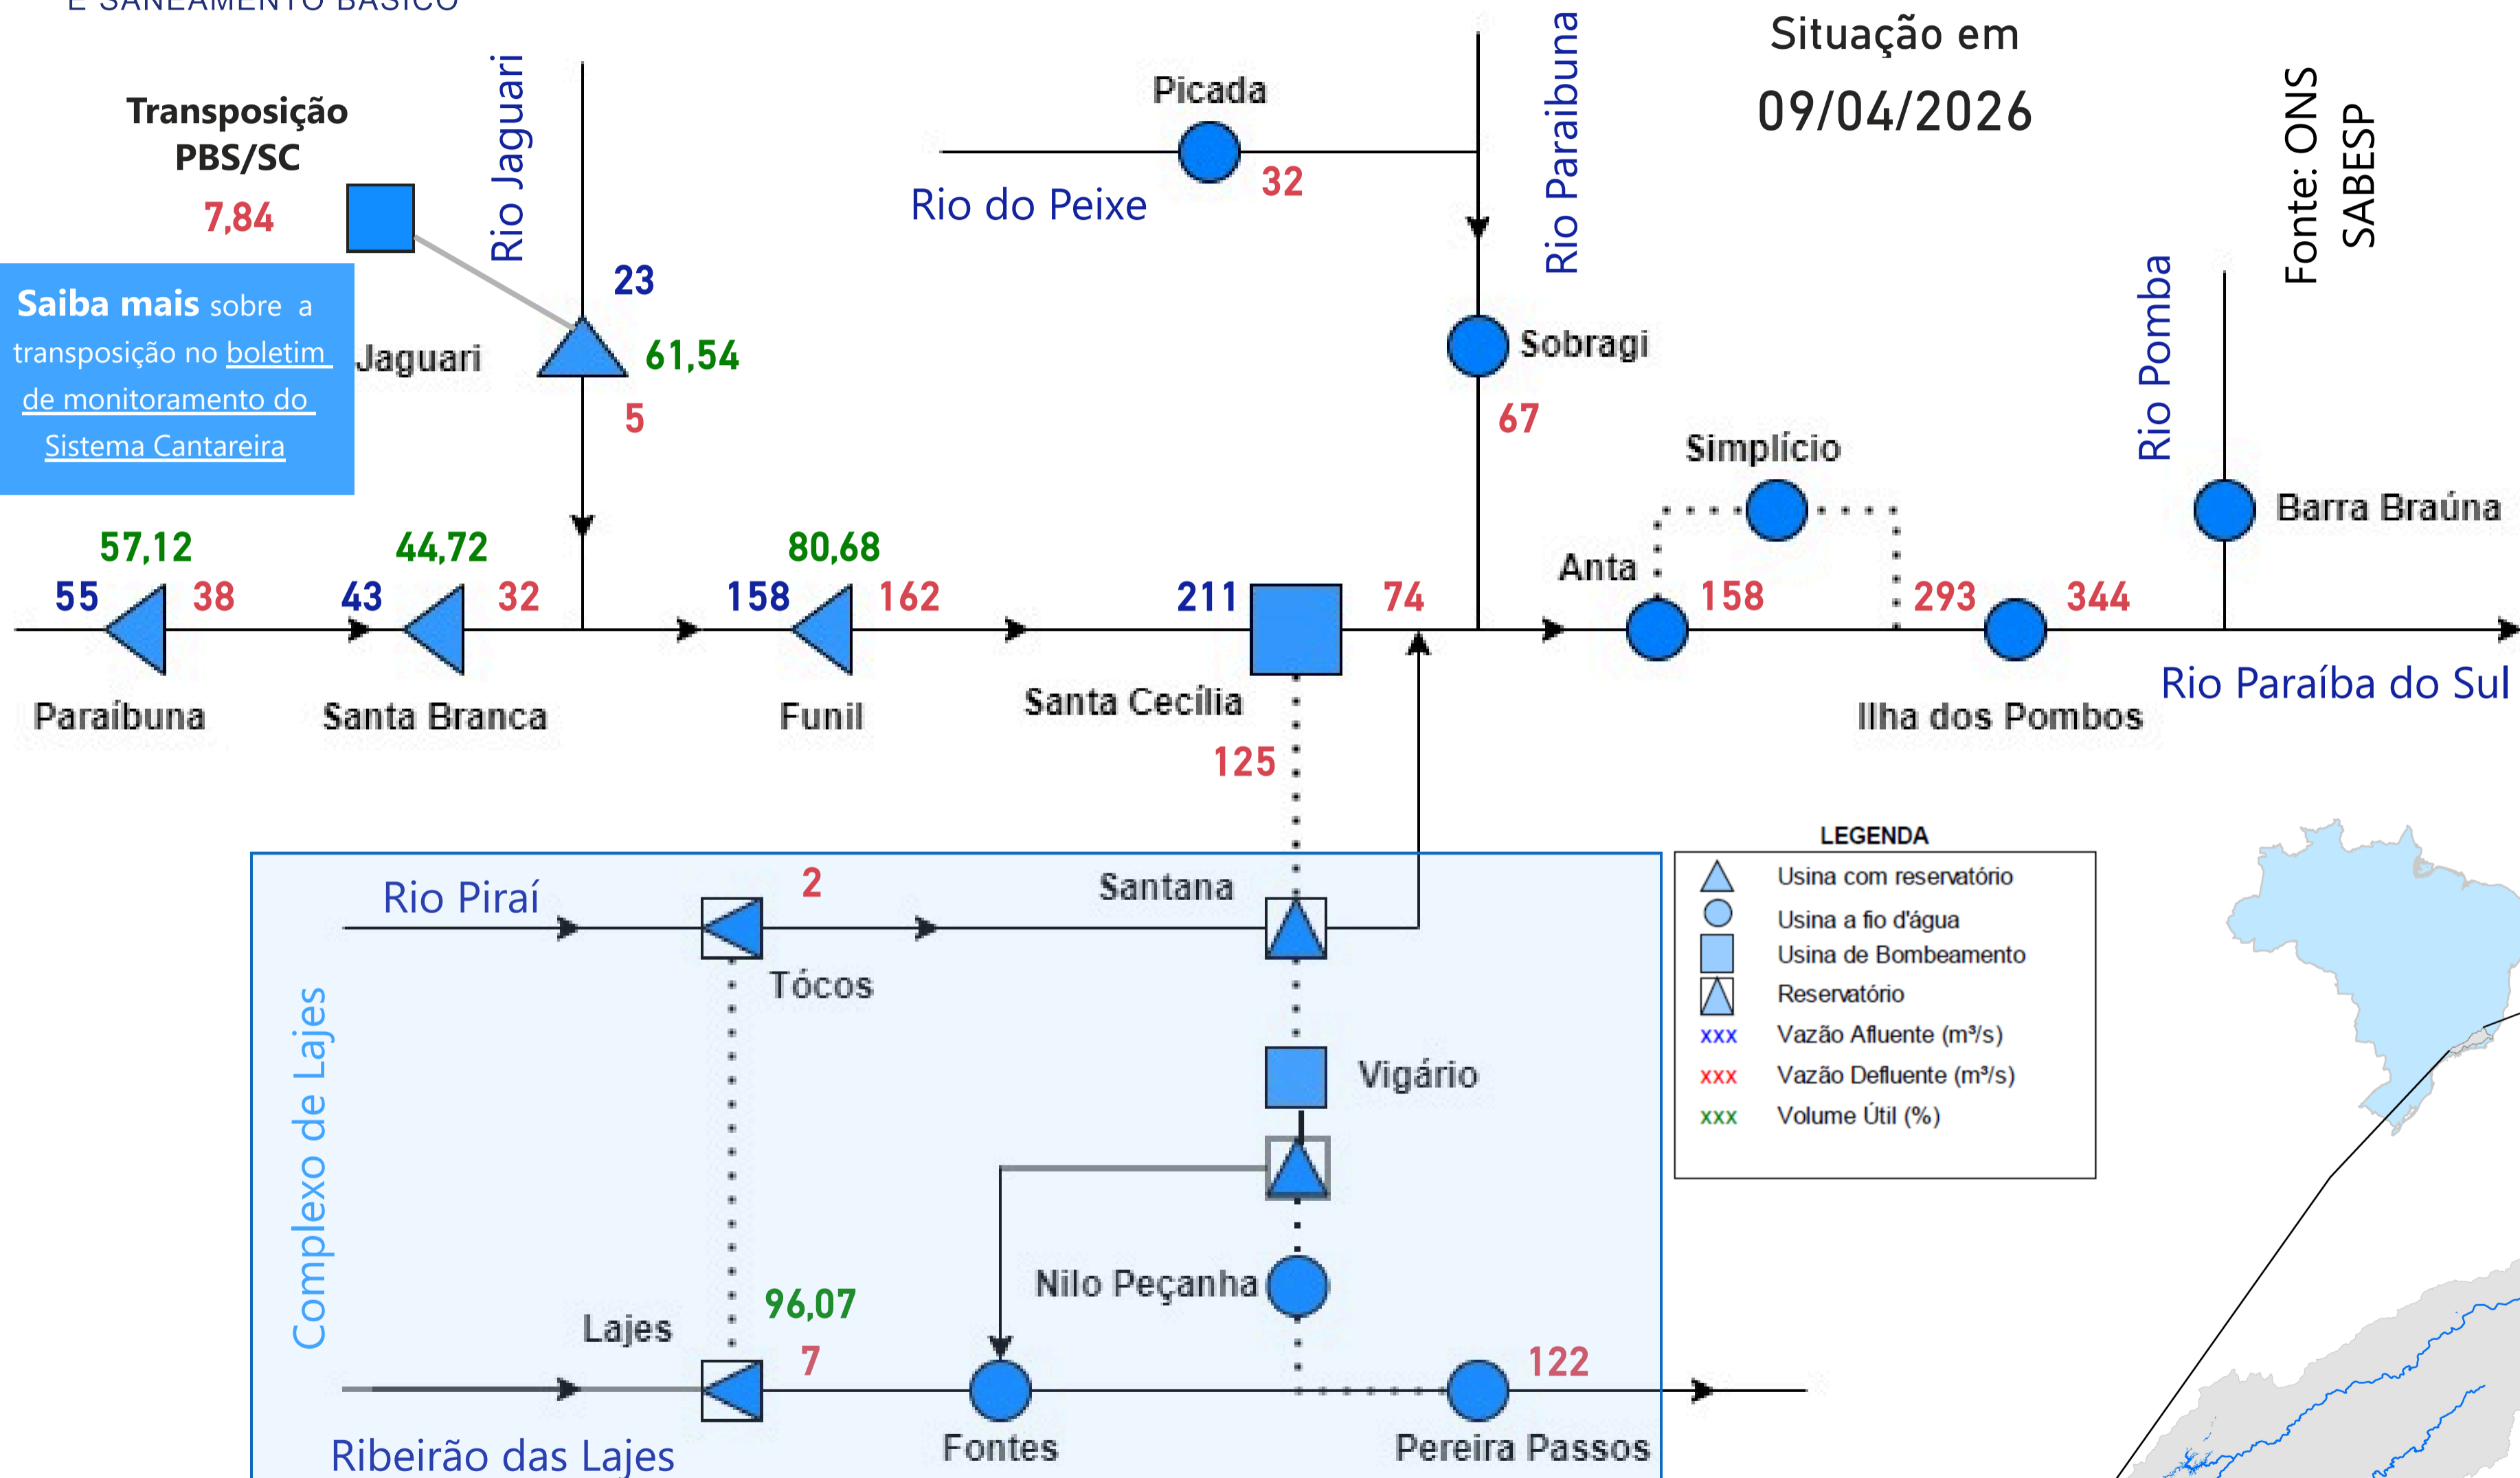 E SANEAMENTO BÁSICO
Situação em
09/04/2026
Fonte: ONS
SABESP
Transposição
PBS/SC
7,84
Rio Jaguari
Picada
32
Rio do Peixe
Rio Paraibuna
Saiba mais sobre a
transposição no boletim
de monitoramento do
Sistema Cantareira
23
Jaguari
61,54
5
Sobragi
67
Rio Pomba
Simplício
Barra Braúna
57,12
44,72
80,68
Anta
55
38
43
32
158
162
211
74
158
293
344
Rio Paraíba do Sul
Paraíbuna
Santa Branca
Funil
Santa Cecília
Ilha dos Pombos
125
LEGENDA
Usina com reservatório
Usina a fio d'água
Usina de Bombeamento
Reservatório
xxx Vazão Afluente (m³/s)
xxx Vazão Defluente (m³/s)
xxx Volume Útil (%)
Complexo de Lajes
Rio Piraí
2
Santana
Tócos
Vigário
Nilo Peçanha
96,07
Lajes
7
122
Fontes
Pereira Passos
Ribeirão das Lajes